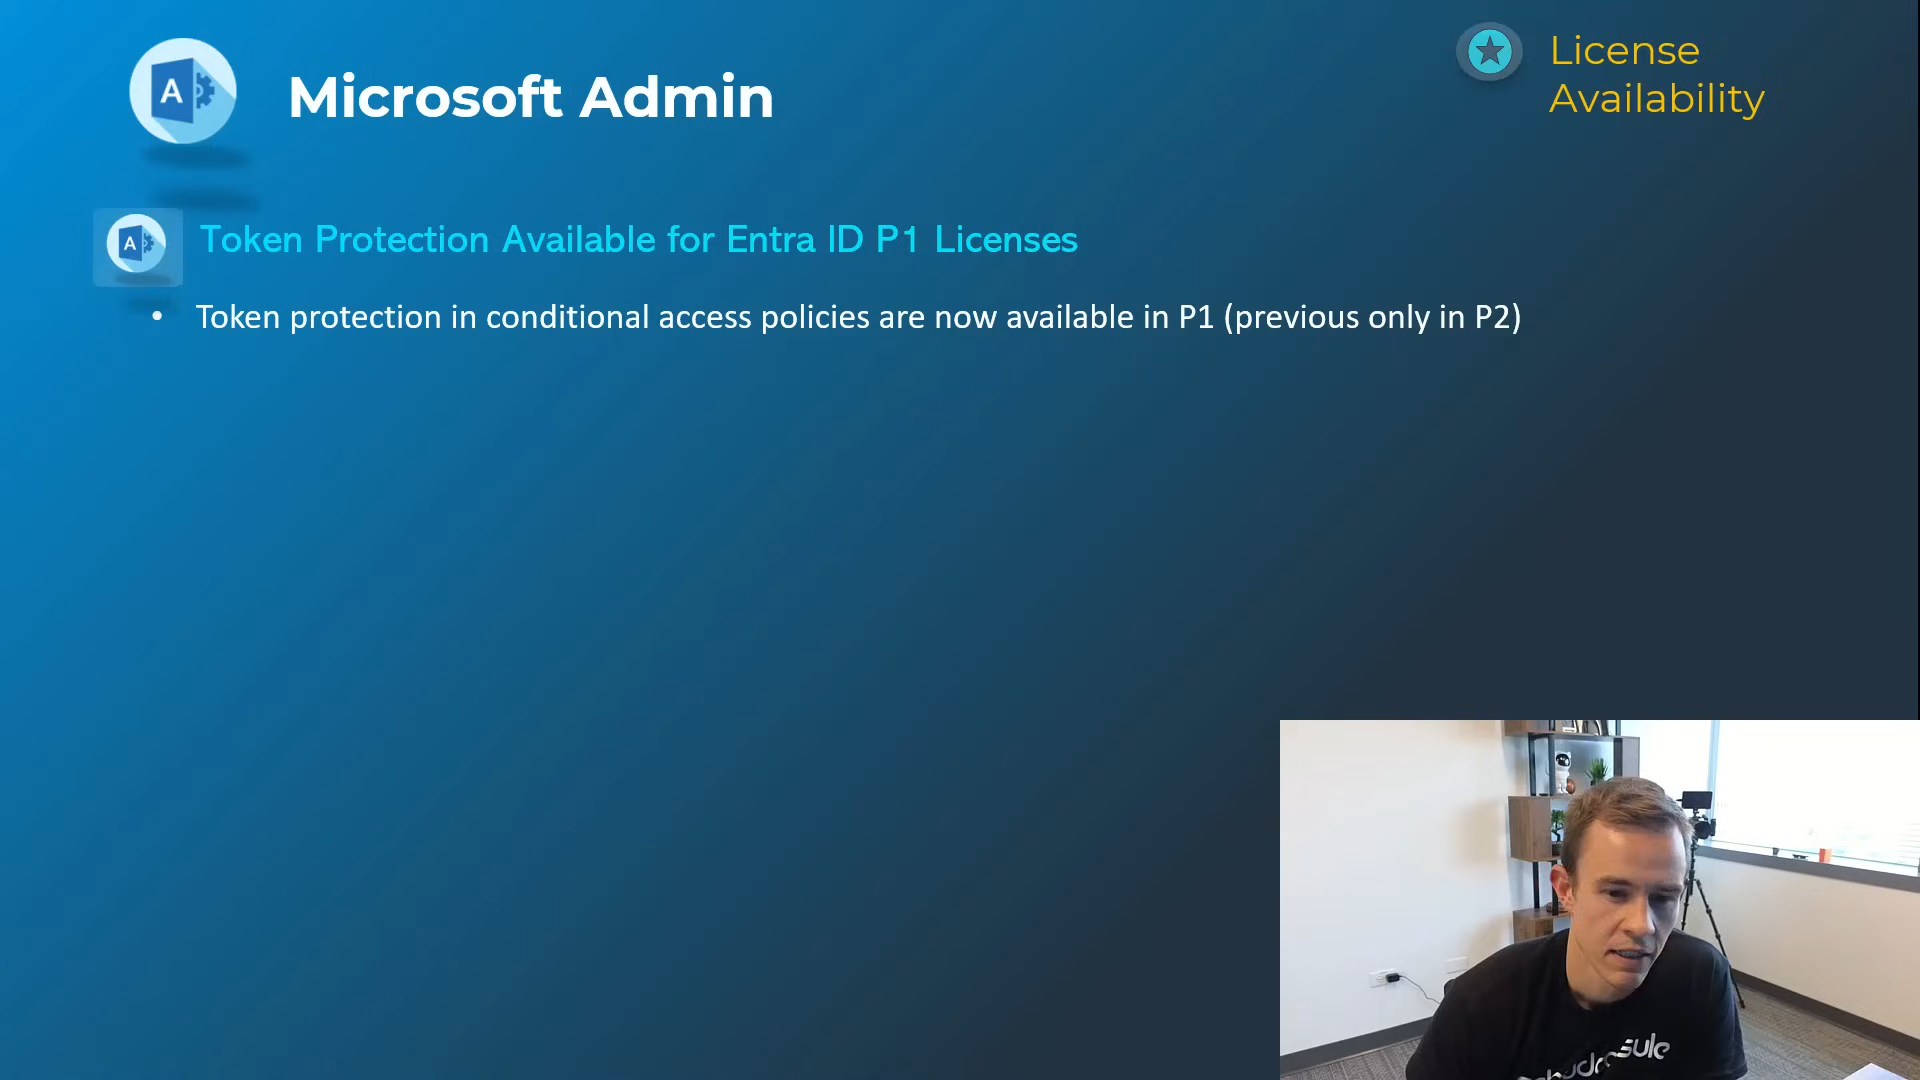 License
Availability
A
Microsoft Admin
A
Token Protection Available for Entra ID P1 Licenses
• Token protection in conditional access policies are now available in P1 (previous only in P2)